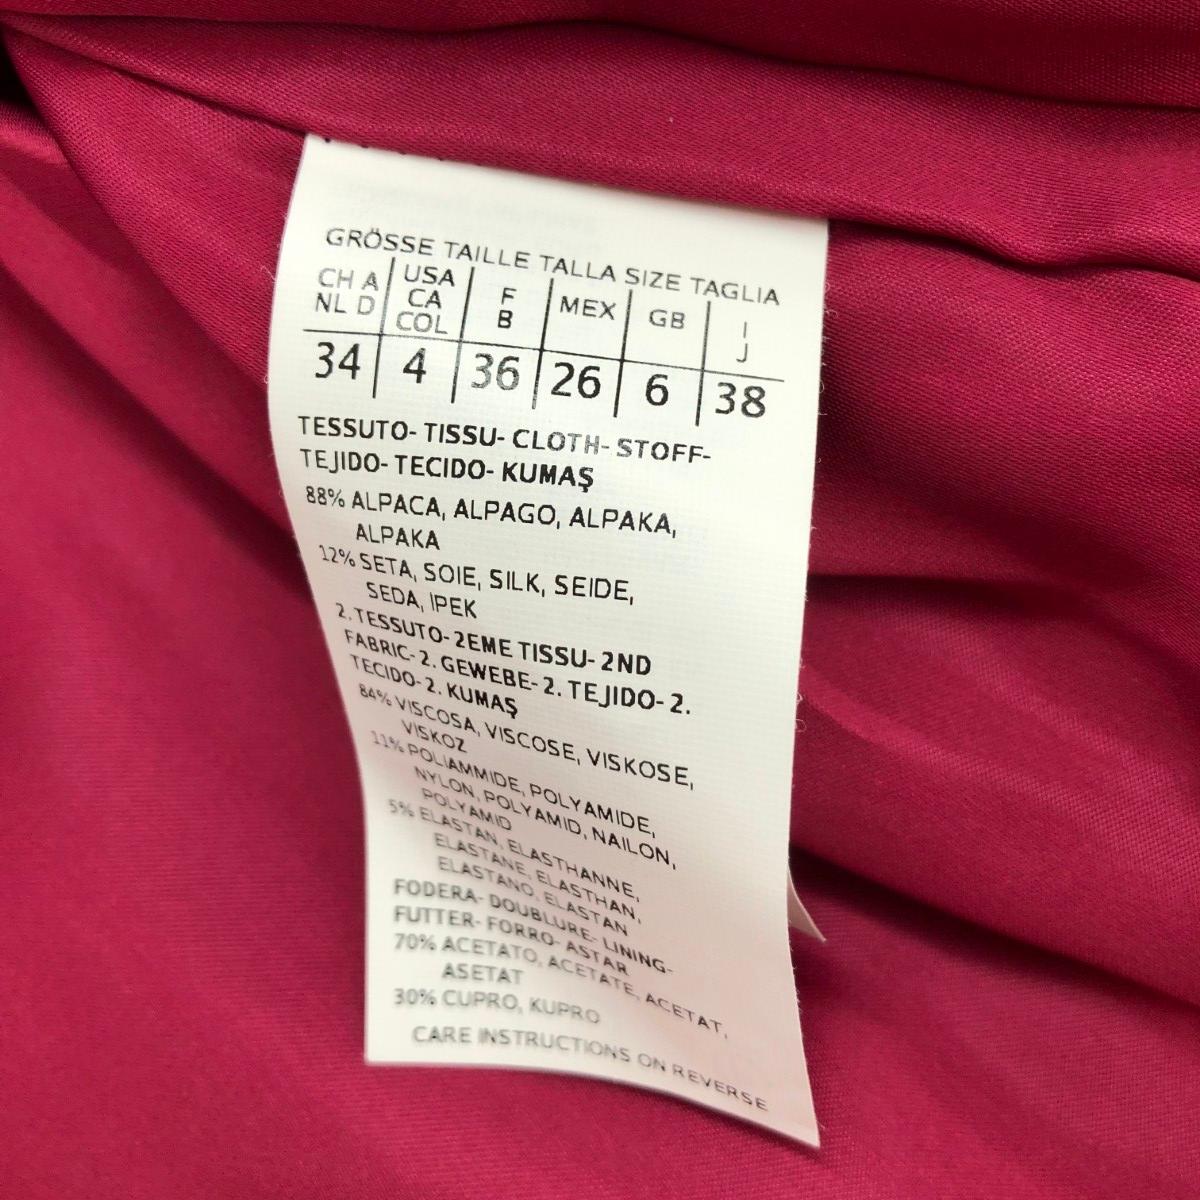 GRÖSSE TAILLE TALLA SIZE TAGLIA
CH A NL D USA CA COL F B MEX GB I J
34 4 36 26 6 38
TESSUTO- TISSU- CLOTH- STOFF-
TEJIDO- TECIDO- KUMAŞ
88% ALPACA, ALPAGO, ALPAKA,
ALPAKA
12% SETA, SOIE, SILK, SEIDE,
SEDA, IPEK
2. TESSUTO- 2EME TISSU- 2ND
FABRIC- 2. GEWEBE- 2. TEJIDO- 2.
TECIDO- 2. KUMAŞ
84% VISCOSA, VISCOSE, VISKOSE,
VISKOZ
11% POLIAMMIDE, POLYAMIDE,
NYLON, POLYAMID, NAILON,
POLYAMID
5% ELASTAN, ELASTHANNE,
ELASTANE, ELASTHAN,
ELASTANO, ELASTAN
FODERA- DOUBLURE- LINING-
FUTTER- FORRO- ASTAR
70% ACETATO, ACETATE, ACETAT,
ASETAT
30% CUPRO, KUPRO
CARE INSTRUCTIONS ON REVERSE